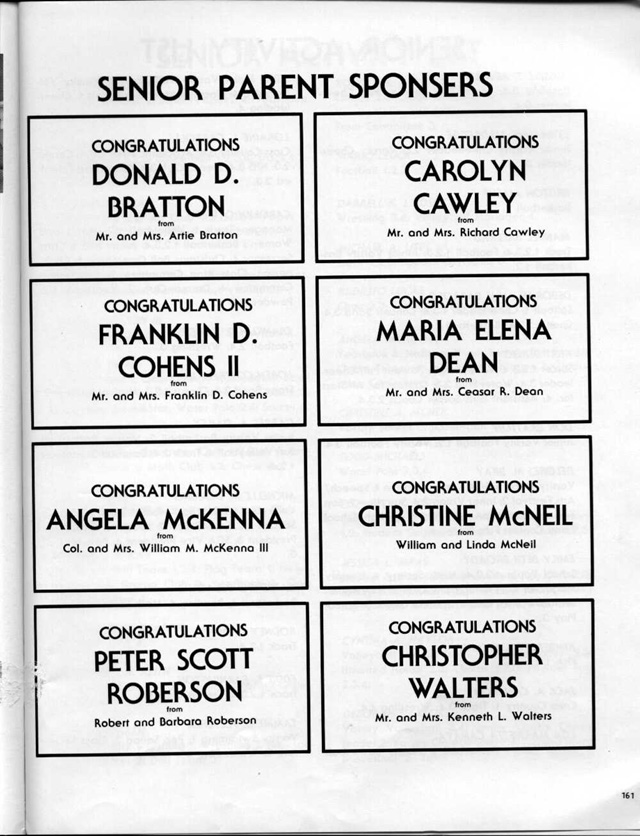 SENIOR PARENT SPONSERS
CONGRATULATIONS
DONALD D.
BRATTON
from
Mr. and Mrs. Artie Bratton
CONGRATULATIONS
CAROLYN
CAWLEY
from
Mr. and Mrs. Richard Cawley
CONGRATULATIONS
FRANKLIN D.
COHENS II
from
Mr. and Mrs. Franklin D. Cohens
CONGRATULATIONS
MARIA ELENA
DEAN
from
Mr. and Mrs. Ceasar R. Dean
CONGRATULATIONS
ANGELA McKENNA
from
Col. and Mrs. William M. McKenna III
CONGRATULATIONS
CHRISTINE McNEIL
from
William and Linda McNeil
CONGRATULATIONS
PETER SCOTT
ROBERSON
from
Robert and Barbara Roberson
CONGRATULATIONS
CHRISTOPHER
WALTERS
from
Mr. and Mrs. Kenneth L. Walters
161